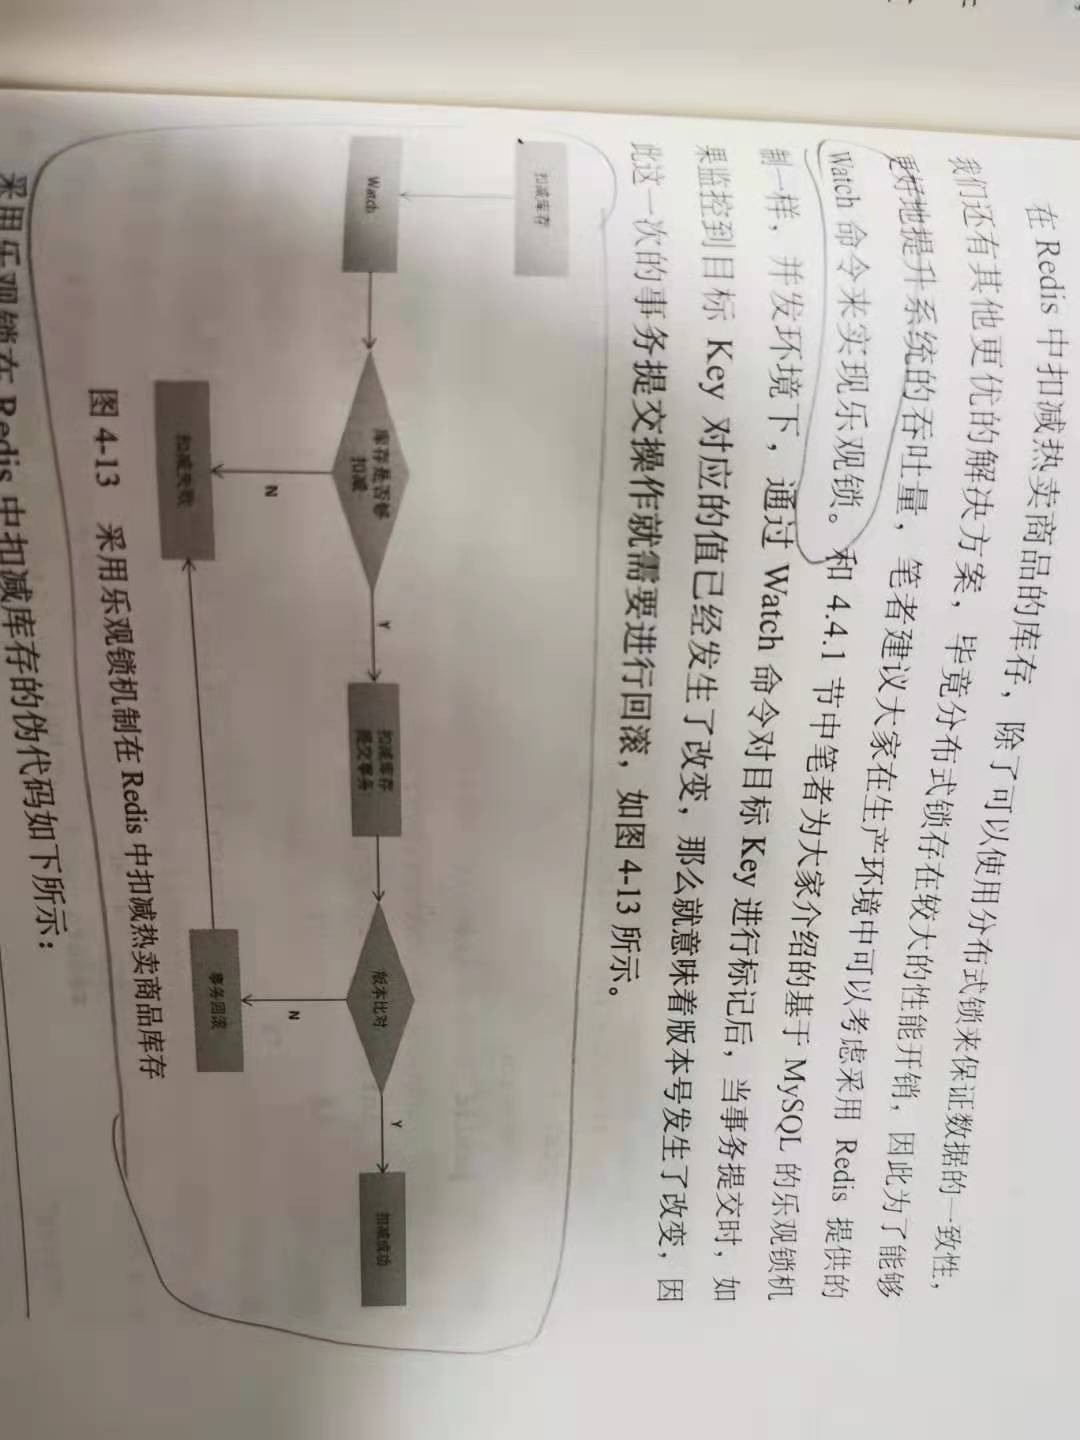 在 Redis 中扣减热卖商品的库存，除了可以使用分布式锁来保证数据的一致性，
我们还有其他更优的解决方案，毕竟分布式锁存在较大的性能开销，因此为了能够
更好地提升系统的吞吐量，笔者建议大家在生产环境中可以考虑采用 Redis 提供的
Watch 命令来实现乐观锁。和 4.4.1 节中笔者为大家介绍的基于 MySQL 的乐观锁机
制一样，并发环境下，通过 Watch 命令对目标 Key 进行标记后，当事务提交时，如
果监控到目标 Key 对应的值已经发生了改变，那么就意味着版本号发生了改变，因
此这一次的事务提交操作就需要进行回滚，如图 4-13 所示。
扣减库存
Watch
库存是否够
扣减
Y
扣减库存
提交事务
版本比对
Y
扣减成功
N
N
扣减失败
事务回滚
图 4-13 采用乐观锁机制在 Redis 中扣减热卖商品库存
采用乐观锁在 Redis 中扣减库存的伪代码如下所示：